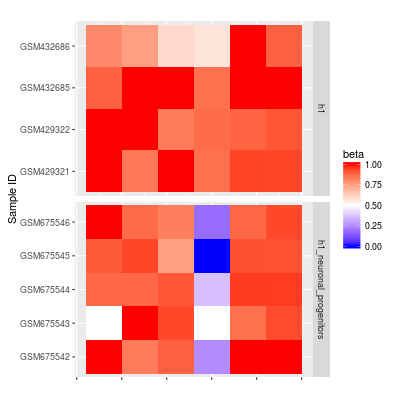 GSM432686
GSM432685
GSM429322
GSM429321
h1
GSM675546
GSM675545
GSM675544
GSM675543
GSM675542
h1_neuronal_progenitors
Sample ID
beta
1.00
0.75
0.50
0.25
0.00